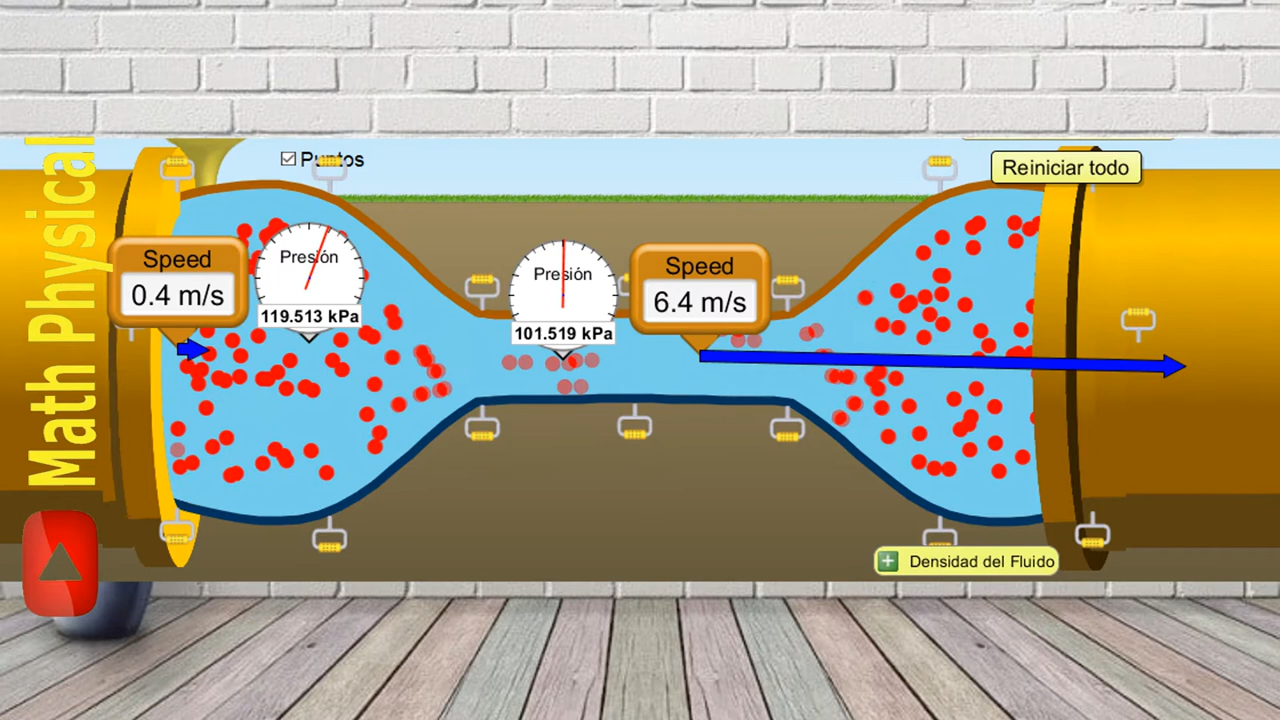 Math Physical
Puntos
Reiniciar todo
Speed
0.4 m/s
Presión
119.513 kPa
Presión
101.519 kPa
Speed
6.4 m/s
Densidad del Fluido